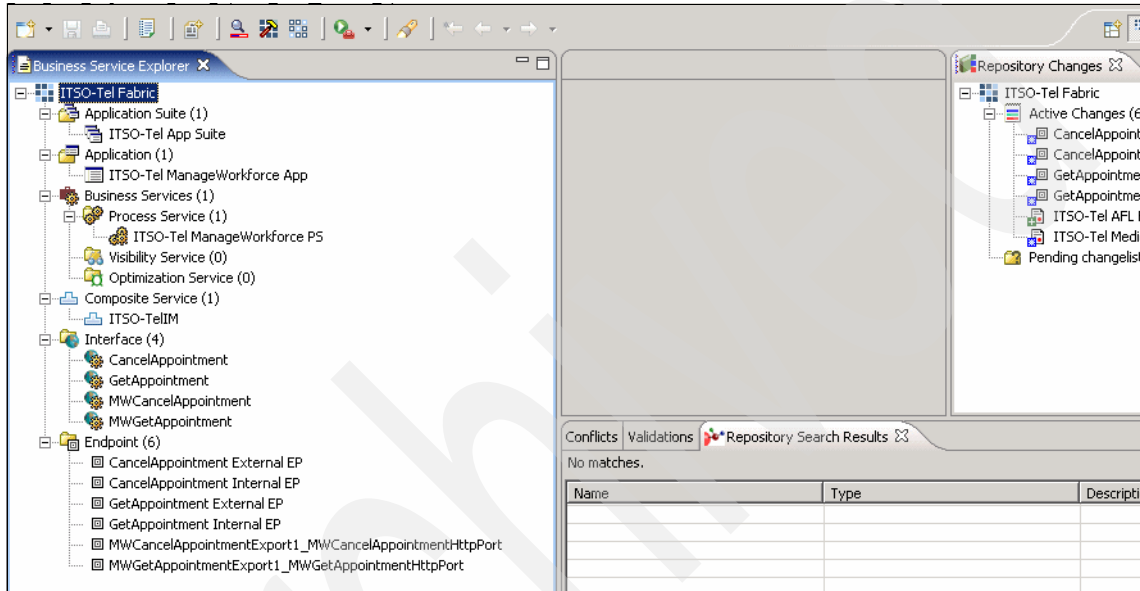 Business Service Explorer
ITSO-Tel Fabric
Application Suite (1)
ITSO-Tel App Suite
Application (1)
ITSO-Tel ManageWorkforce App
Business Services (1)
Process Service (1)
ITSO-Tel ManageWorkforce PS
Visibility Service (0)
Optimization Service (0)
Composite Service (1)
ITSO-TelIM
Interface (4)
CancelAppointment
GetAppointment
MWCancelAppointment
MWGetAppointment
Endpoint (6)
CancelAppointment External EP
CancelAppointment Internal EP
GetAppointment External EP
GetAppointment Internal EP
MWCancelAppointmentExport1_MWCancelAppointmentHttpPort
MWGetAppointmentExport1_MWGetAppointmentHttpPort
Conflicts Validations Repository Search Results
No matches.
Name Type Descripti
Repository Changes
ITSO-Tel Fabric
Active Changes (6
CancelAppoint
CancelAppoint
GetAppointme
GetAppointme
ITSO-Tel AFL
ITSO-Tel Medi
Pending changelist